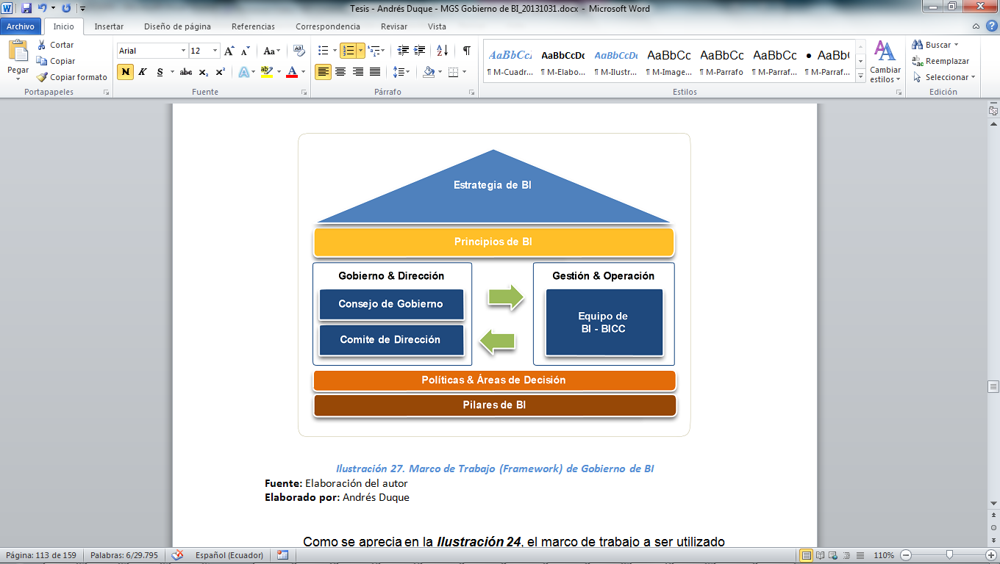 Tesis - Andrés Duque - MGS Gobierno de BI_20131031.docx - Microsoft Word
Archivo Inicio Insertar Diseño de página Referencias Correspondencia Revisar Vista
Pegar
Cortar
Copiar
Copiar formato
Portapapeles
Arial 12
Aa
N K S abc x₂ x² A ab A
Fuente
Párrafo
AaBbCc AaBbCcDc AaBbCcDc AaBbCc AaBbCc AaBbCc • AaBb
¶ M-Cuadr... ¶ M-Elabo... ¶ M-Ilustr... ¶ M-Image... ¶ M-Parrafo ¶ M-Parraf... ¶ M-Parraf...
Estilos
Cambiar estilos
Buscar
Reemplazar
Seleccionar
Edición
Estrategia de BI
Principios de BI
Gobierno & Dirección
Consejo de Gobierno
Comite de Dirección
Gestión & Operación
Equipo de
BI - BICC
Políticas & Áreas de Decisión
Pilares de BI
Ilustración 27. Marco de Trabajo (Framework) de Gobierno de BI
Fuente: Elaboración del autor
Elaborado por: Andrés Duque
Como se aprecia en la Ilustración 24, el marco de trabajo a ser utilizado
Página: 113 de 159 Palabras: 6/29.795 Español (Ecuador) 110%